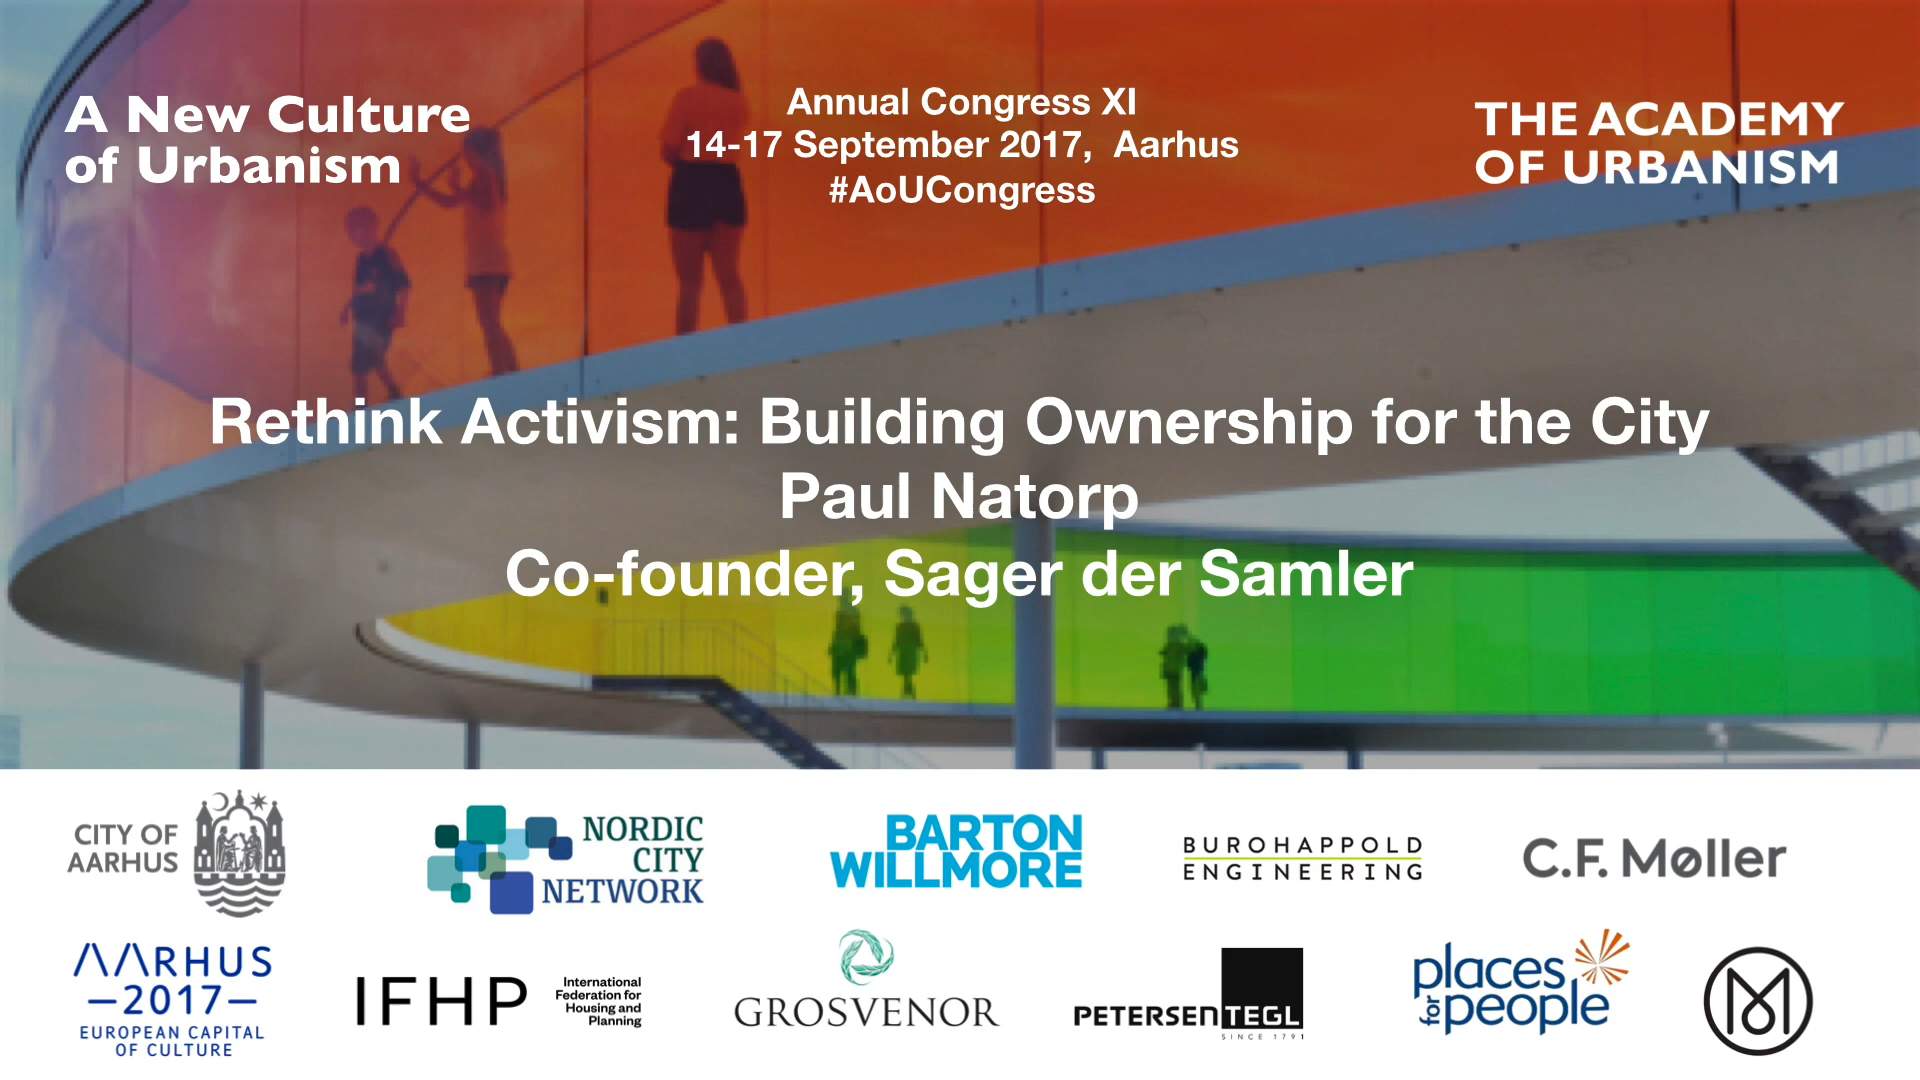 A New Culture
of Urbanism
Annual Congress XI
14-17 September 2017, Aarhus
#AoUCongress
THE ACADEMY
OF URBANISM
Rethink Activism: Building Ownership for the City
Paul Natorp
Co-founder, Sager der Samler
CITY OF
AARHUS
NORDIC
CITY
NETWORK
BARTON
WILLMORE
BUROHAPPOLD
ENGINEERING
C.F. Møller
AARHUS
—2017—
EUROPEAN CAPITAL
OF CULTURE
IFHP
International
Federation for
Housing and
Planning
GROSVENOR
PETERSEN TEGL
SINCE 1791
places
for people
M